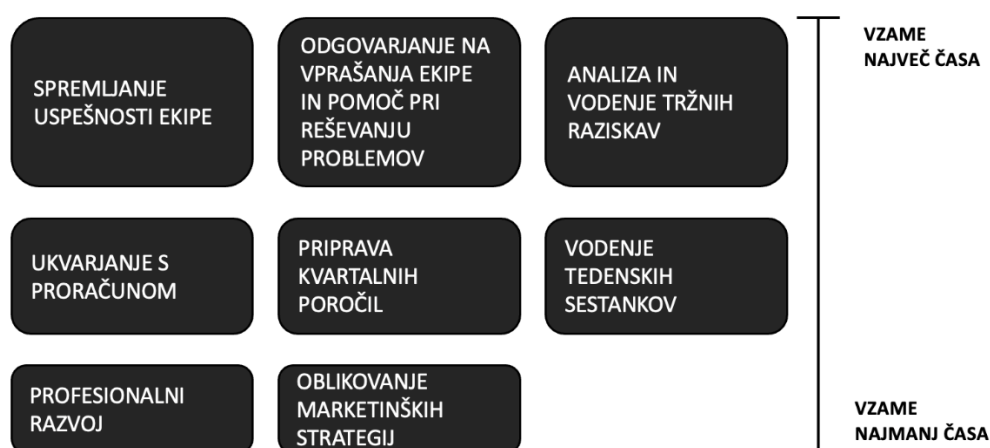 SPREMLJANJE
USPEŠNOSTI EKIPE
ODGOVARJANJE NA
VPRAŠANJA EKIPE
IN POMOČ PRI
REŠEVANJU
PROBLEMOV
ANALIZA IN
VODENJE TRŽNIH
RAZISKAV
VZAME
NAJVEČ ČASA
UKVARJANJE S
PRORAČUNOM
PRIPRAVA
KVARTALNIH
POROČIL
VODENJE
TEDENSKIH
SESTANKOV
PROFESIONALNI
RAZVOJ
OBLIKOVANJE
MARKETINŠKIH
STRATEGIJ
VZAME
NAJMANJ ČASA